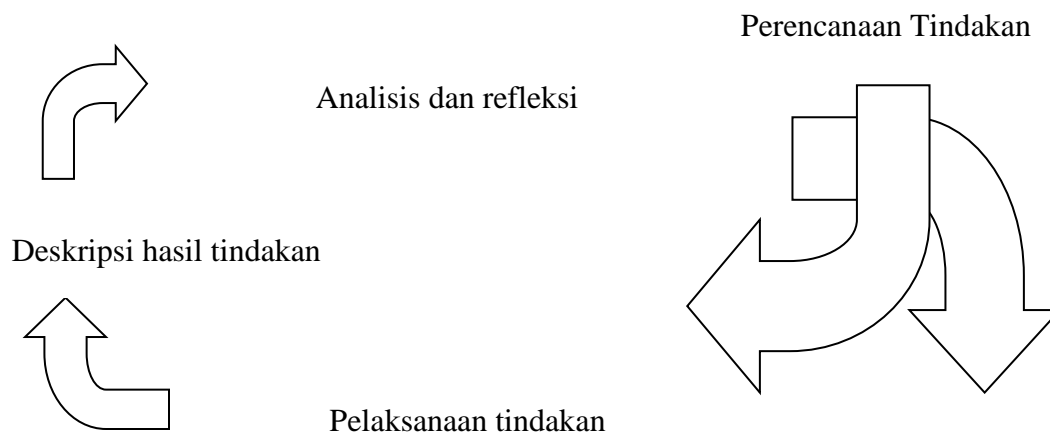 Perencanaan Tindakan
Analisis dan refleksi
Deskripsi hasil tindakan
Pelaksanaan tindakan